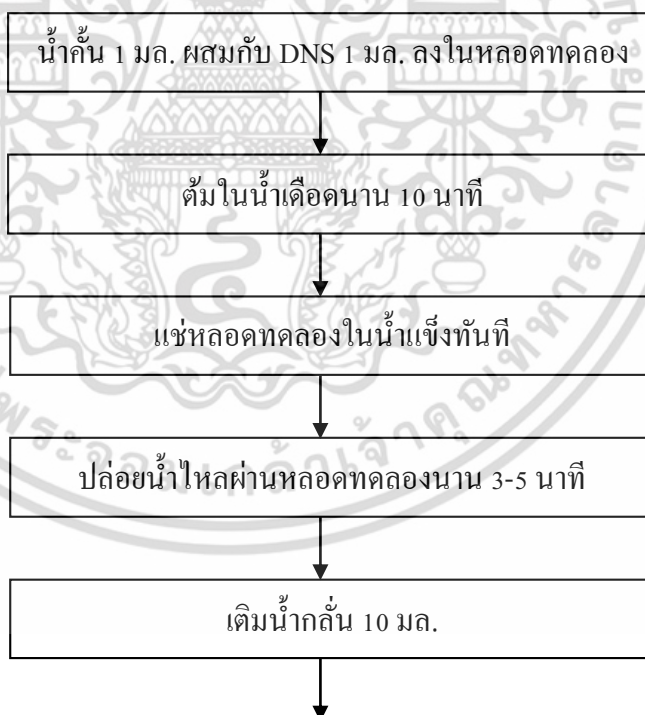 น้ำคั้น 1 มล. ผสมกับ DNS 1 มล. ลงในหลอดทดลอง
ต้มในน้ำเดือดนาน 10 นาที
แช่หลอดทดลองในน้ำแข็งทันที
ปล่อยน้ำไหลผ่านหลอดทดลองนาน 3-5 นาที
เติมน้ำกลั่น 10 มล.